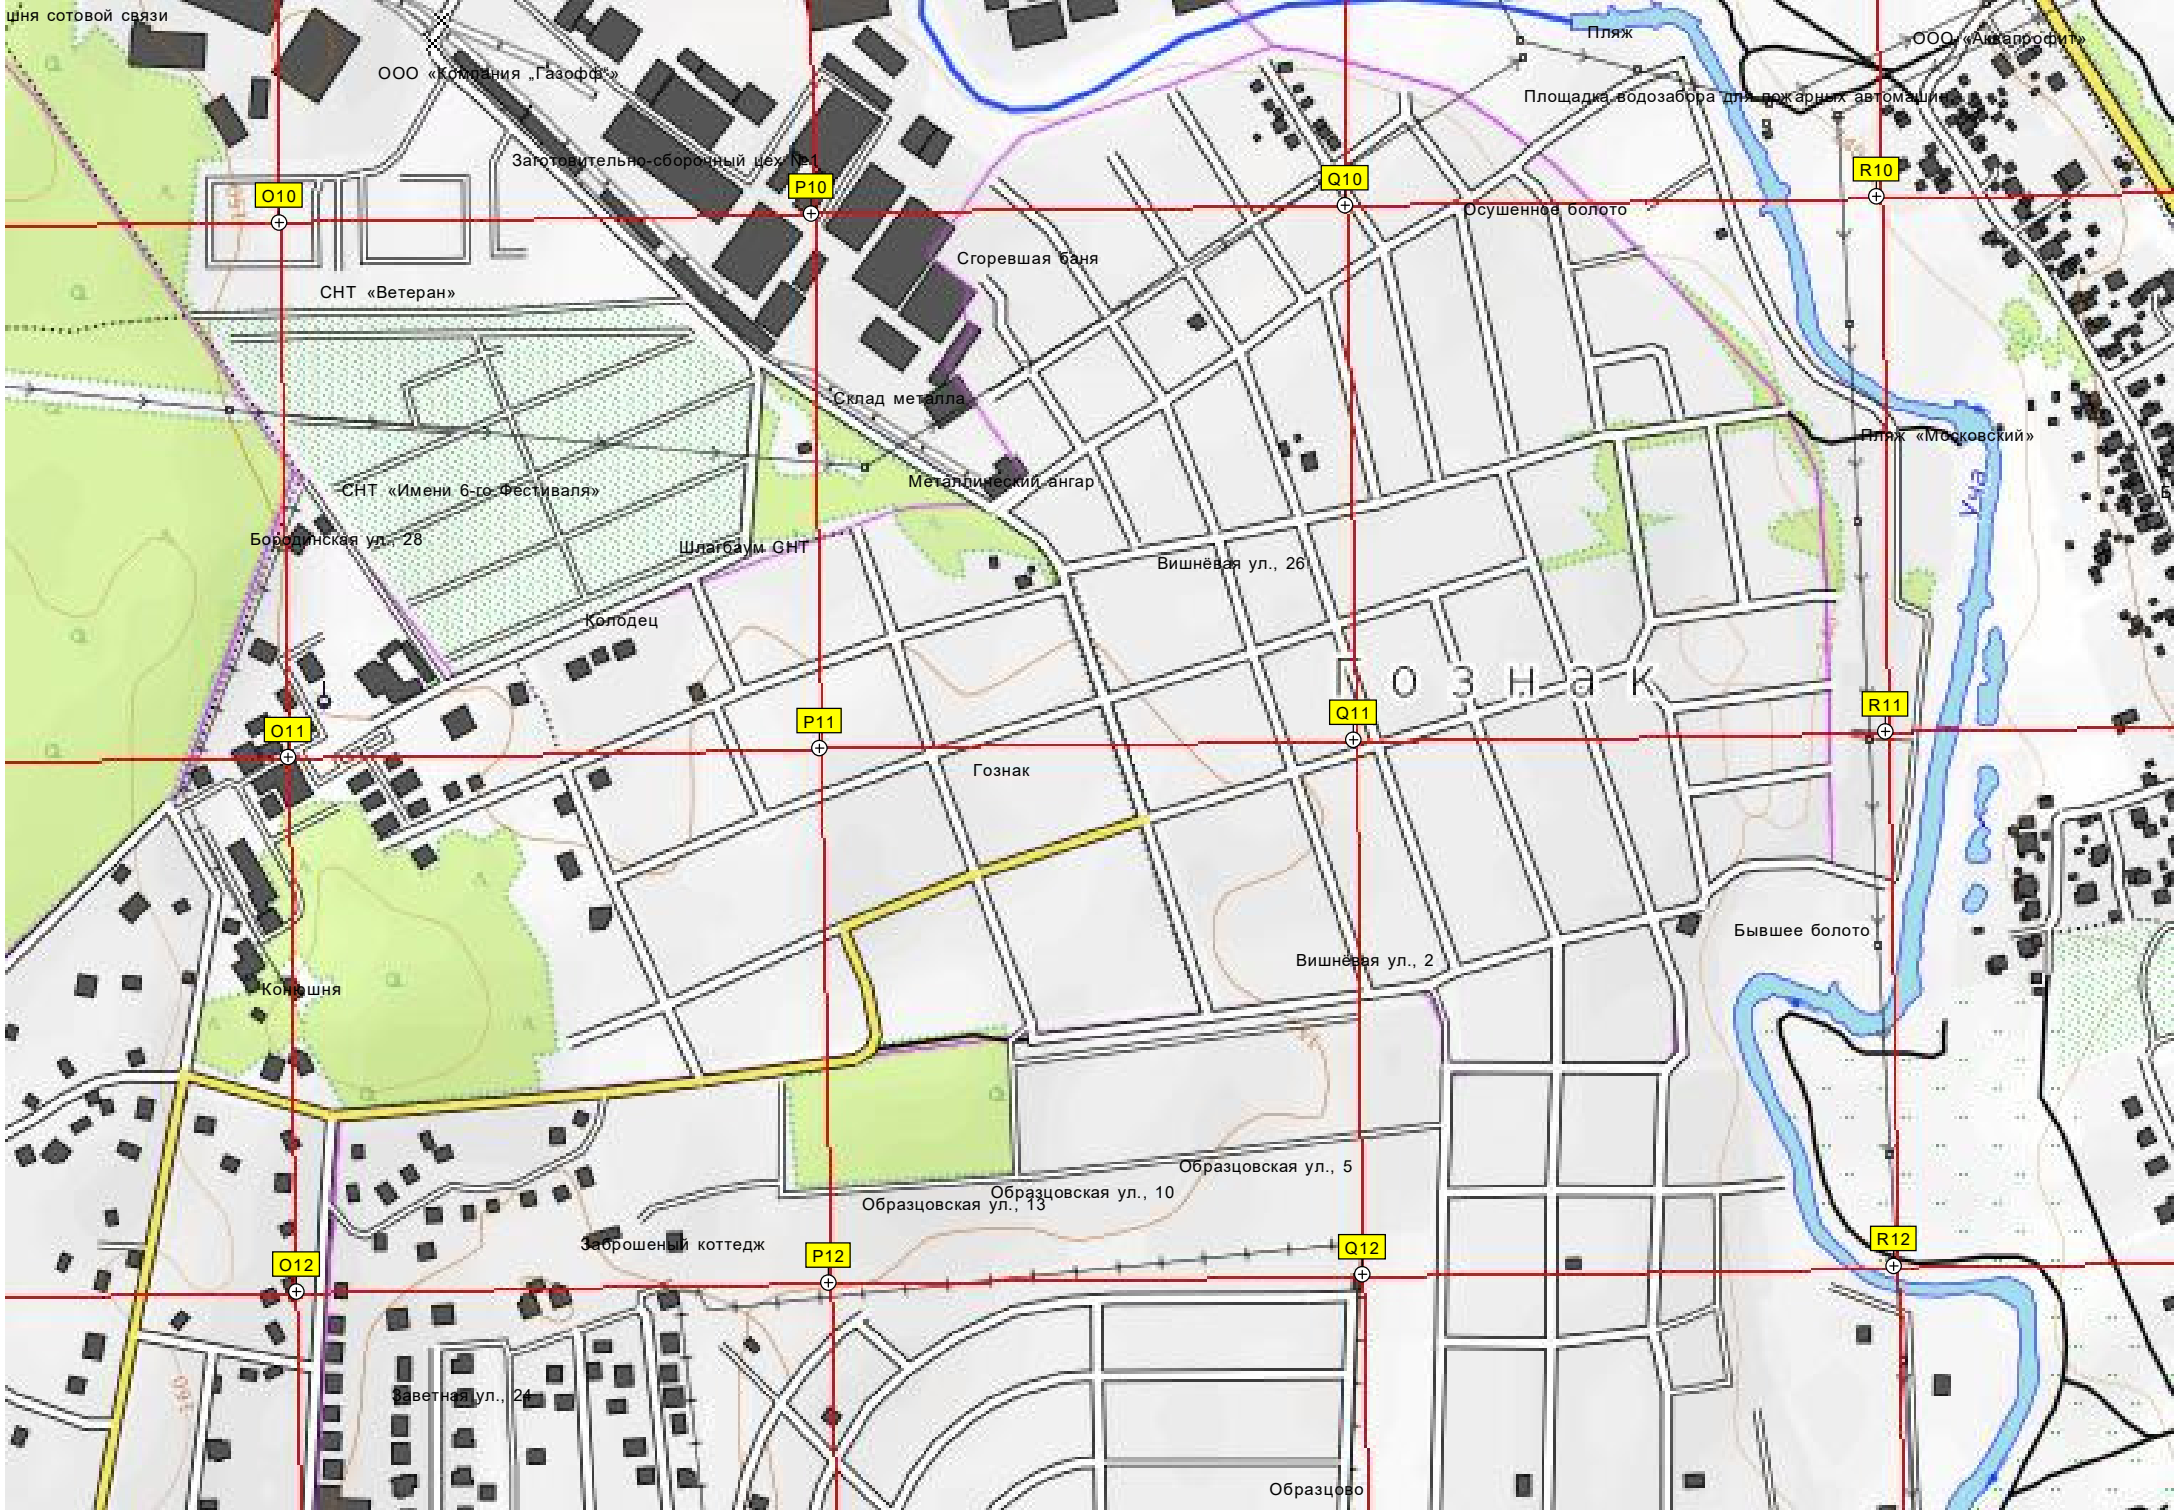 шня сотовой связи
Пляж
ООО «Аквапрофит»
ООО «Компания „Газофф“»
Площадка водозабора для пожарных автомашин
Заготовительно-сборочный цех №1
O10
P10
Q10
R10
150
Осушенное болото
Сгоревшая баня
СНТ «Ветеран»
Склад металла
Пляж «Московский»
Металлический ангар
СНТ «Имени 6-го Фестиваля»
Уча
Бородинская ул., 28
Шлагбаум СНТ
Вишнёвая ул., 26
Колодец
Гознак
O11
P11
Q11
R11
Гознак
Бывшее болото
Вишнёвая ул., 2
Конюшня
Образцовская ул., 5
Образцовская ул., 10
Образцовская ул., 13
Заброшеный коттедж
O12
P12
Q12
R12
160
Заветная ул., 24
Образцово